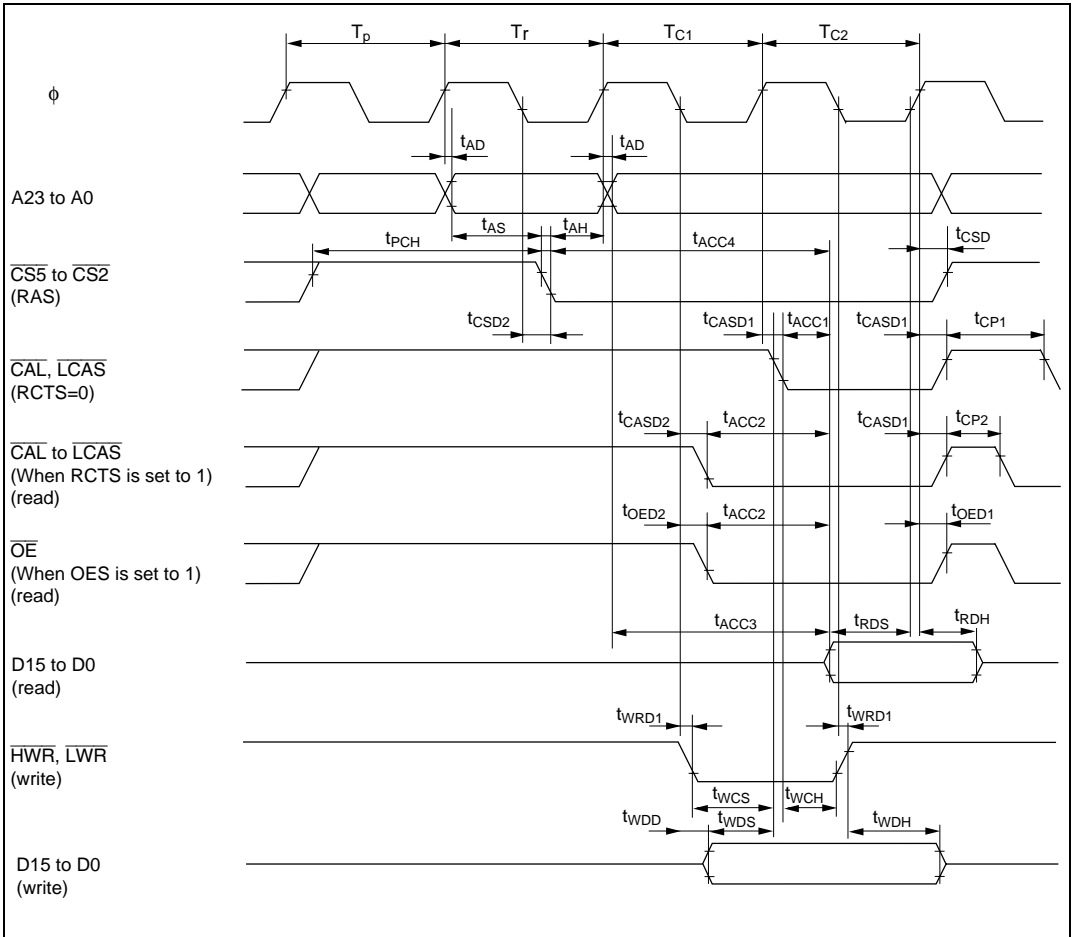 Tp Tr TC1 TC2
ϕ
tAD tAD
A23 to A0
tAS tAH
tPCH tACC4 tCSD
CS5 to CS2
(RAS)
tCSD2 tCASD1 tACC1 tCASD1 tCP1
CAL, LCAS
(RCTS=0)
tCASD2 tACC2 tCASD1 tCP2
CAL to LCAS
(When RCTS is set to 1)
(read)
tOED2 tACC2 tOED1
OE
(When OES is set to 1)
(read)
tACC3 tRDS tRDH
D15 to D0
(read)
tWRD1 tWRD1
HWR, LWR
(write)
tWCS tWCH
tWDD tWDS tWDH
D15 to D0
(write)